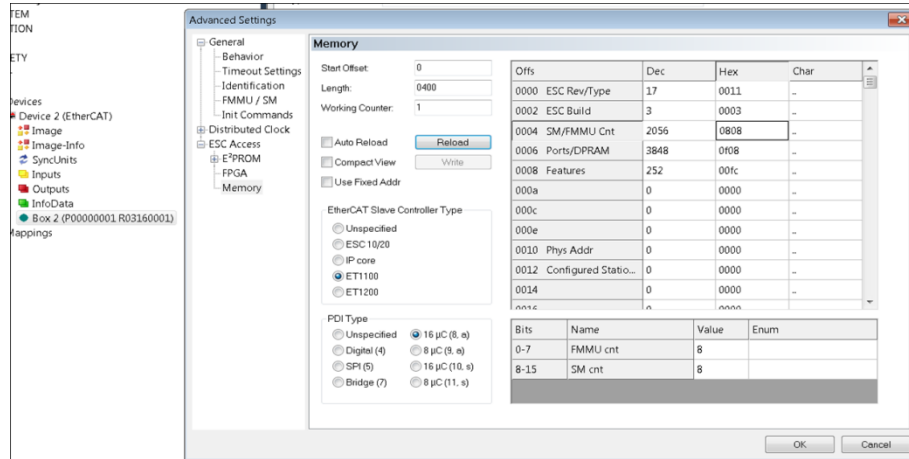 TEM
TION
ETY
Devices
Device 2 (EtherCAT)
Image
Image-Info
SyncUnits
Inputs
Outputs
InfoData
Box 2 (P00000001 R03160001)
Mappings
Advanced Settings
General
Behavior
Timeout Settings
Identification
FMMU / SM
Init Commands
Distributed Clock
ESC Access
E²PROM
FPGA
Memory
Memory
Start Offset: 0
Length: 0400
Working Counter: 1
Auto Reload Reload
Compact View Write
Use Fixed Addr
EtherCAT Slave Controller Type
Unspecified
ESC 10/20
IP core
ET1100
ET1200
PDI Type
Unspecified 16 µC (8, a)
Digital (4) 8 µC (9, a)
SPI (5) 16 µC (10, s)
Bridge (7) 8 µC (11, s)
Offs Dec Hex Char
0000 ESC Rev/Type 17 0011 ..
0002 ESC Build 3 0003 ..
0004 SM/FMMU Cnt 2056 0808 ..
0006 Ports/DPRAM 3848 0f08 ..
0008 Features 252 00fc ..
000a 0 0000 ..
000c 0 0000 ..
000e 0 0000 ..
0010 Phys Addr 0 0000 ..
0012 Configured Statio... 0 0000 ..
0014 0 0000 ..
0016 0 0000
Bits Name Value Enum
0-7 FMMU cnt 8
8-15 SM cnt 8
OK Cancel